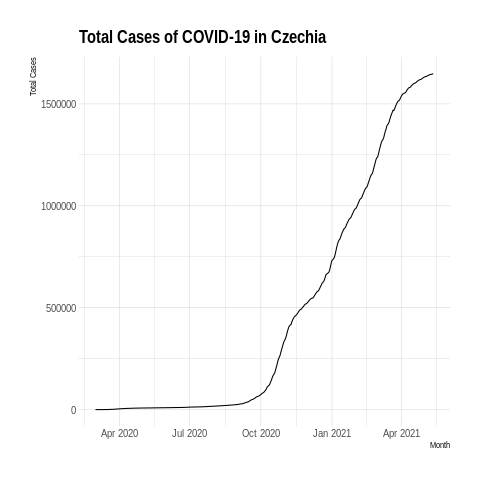 Total Cases of COVID-19 in Czechia
Total Cases
1500000
1000000
500000
0
Apr 2020 Jul 2020 Oct 2020 Jan 2021 Apr 2021
Month